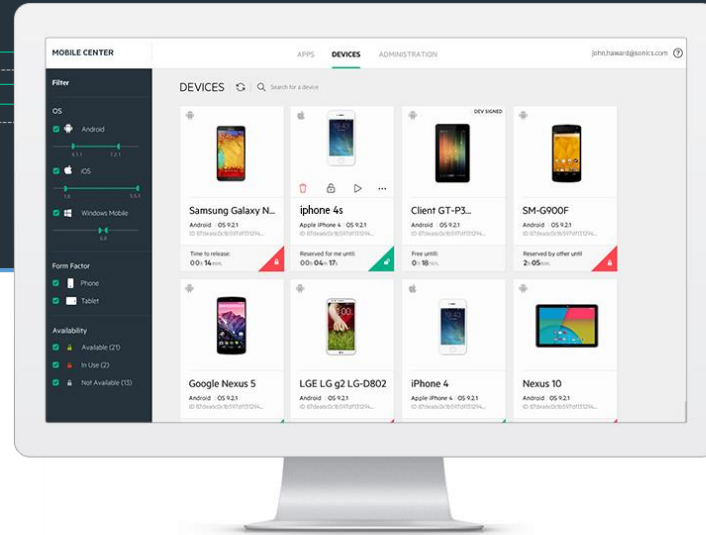 MOBILE CENTER
APPS DEVICES ADMINISTRATION
Filter
DEVICES
Search for a device
OS
Android
iOS
Windows Mobile
Form Factor
Phone
Tablet
Availability
Available (21)
In Use (2)
Not Available (13)
DEV SIGNED
Samsung Galaxy N...
Android OS 9.2.1
Time to release:
00h 14min.
iphone 4s
Apple iPhone 4 OS 9.2.1
Reserved for me until:
00h 04m 17s
Client GT-P3...
Android OS 9.2.1
Free until:
0h 18min.
SM-G900F
Android OS 9.2.1
Reserved by other until
2h 05min.
Google Nexus 5
Android OS 9.2.1
LGE LG g2 LG-D802
Android OS 9.2.1
iPhone 4
Apple iPhone 4 OS 9.2.1
Nexus 10
Android OS 9.2.1